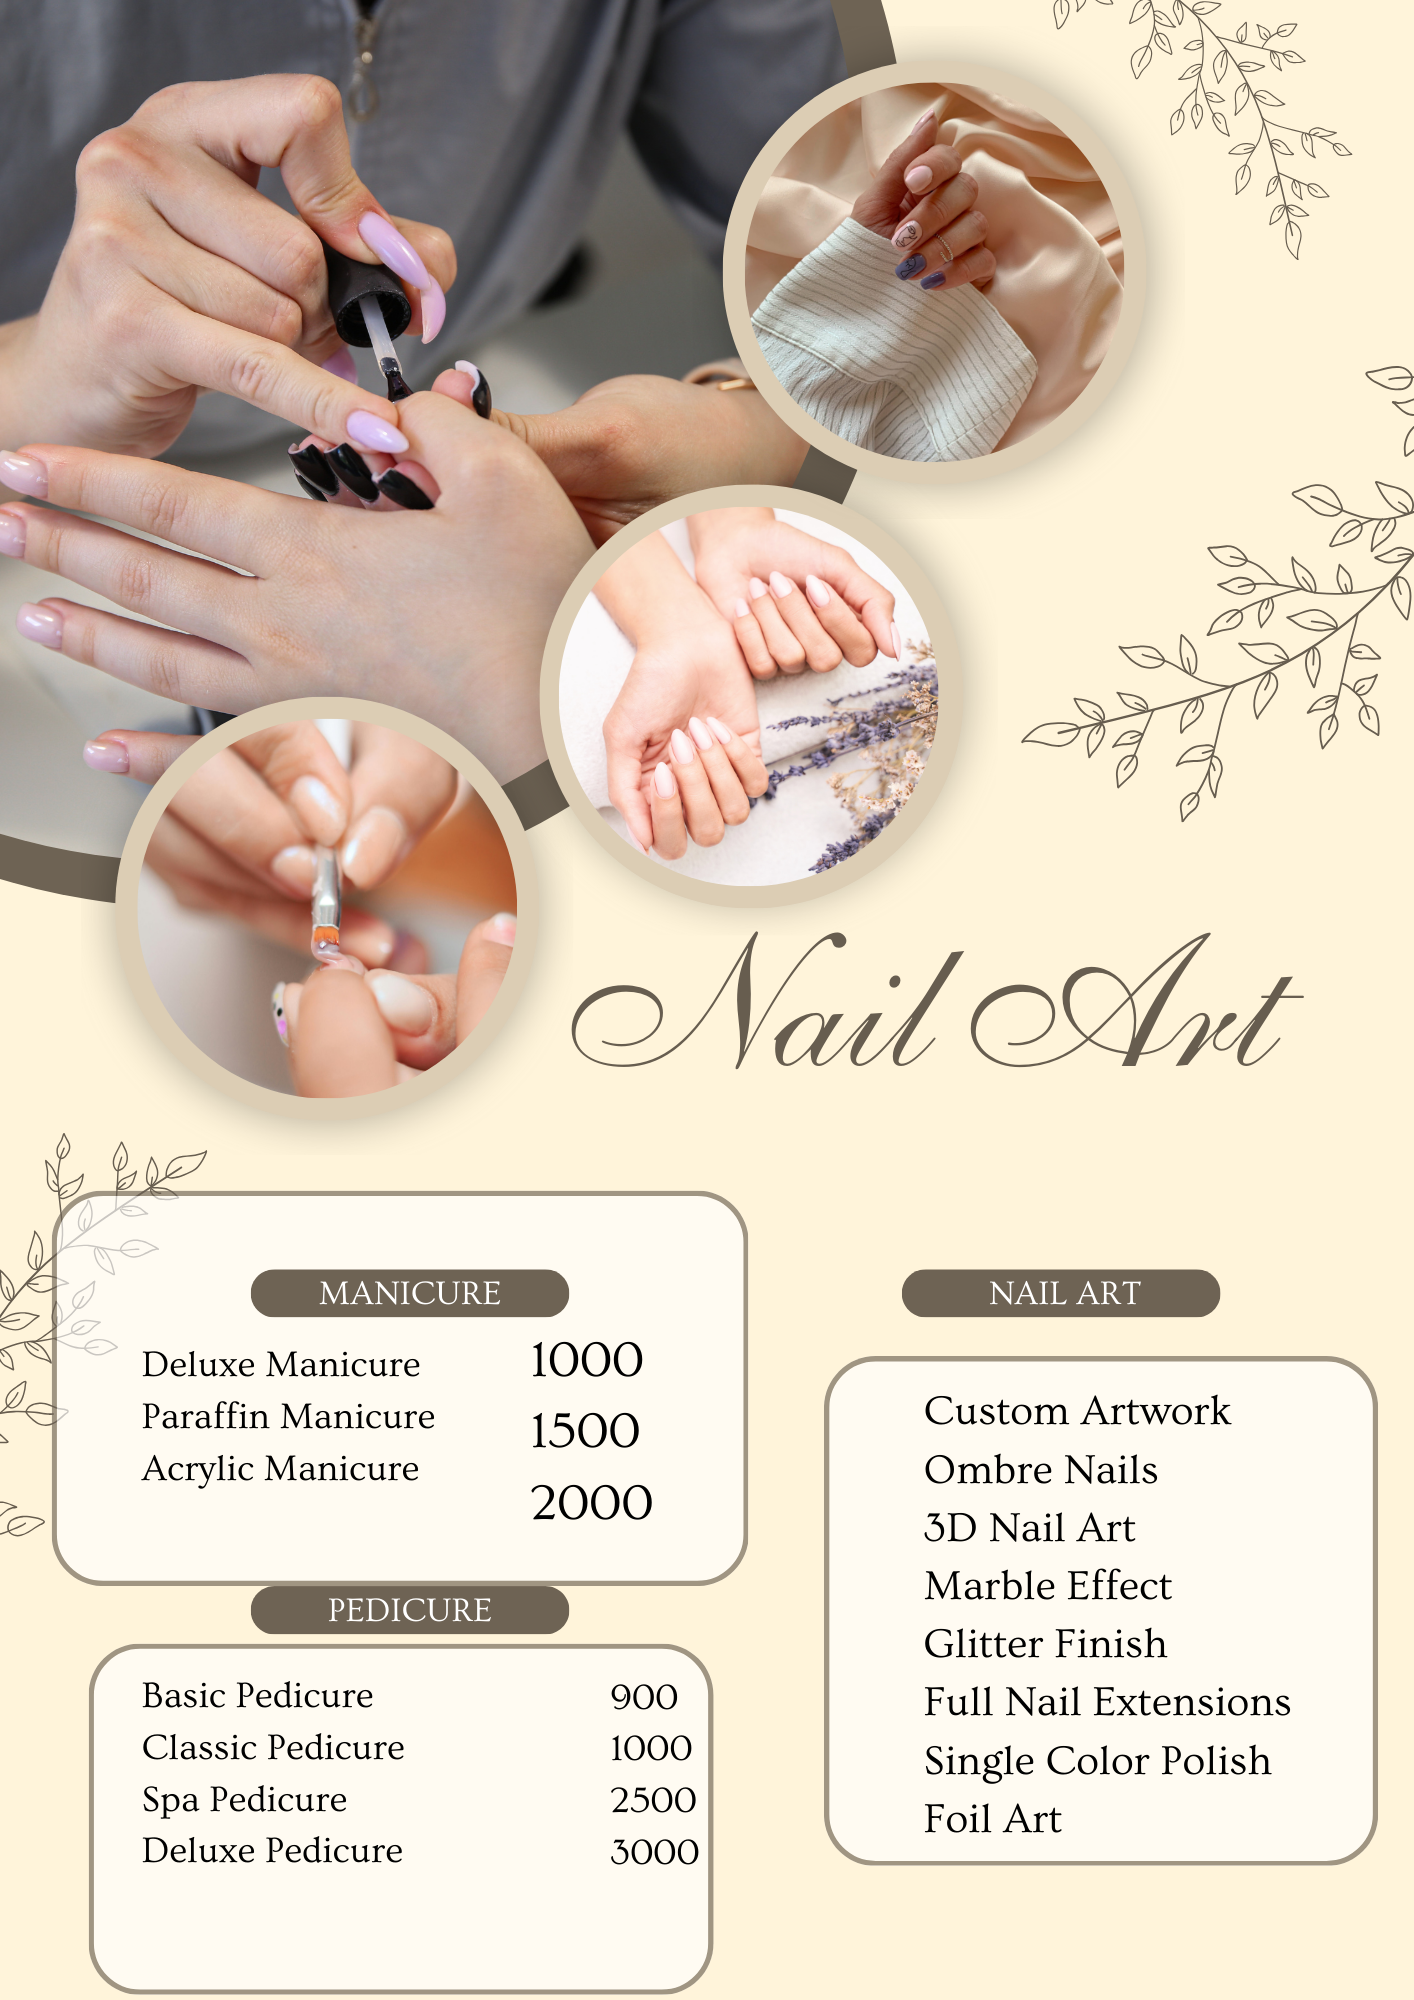 Nail Art
MANICURE
Deluxe Manicure 1000
Paraffin Manicure 1500
Acrylic Manicure 2000
PEDICURE
Basic Pedicure 900
Classic Pedicure 1000
Spa Pedicure 2500
Deluxe Pedicure 3000
NAIL ART
Custom Artwork
Ombre Nails
3D Nail Art
Marble Effect
Glitter Finish
Full Nail Extensions
Single Color Polish
Foil Art